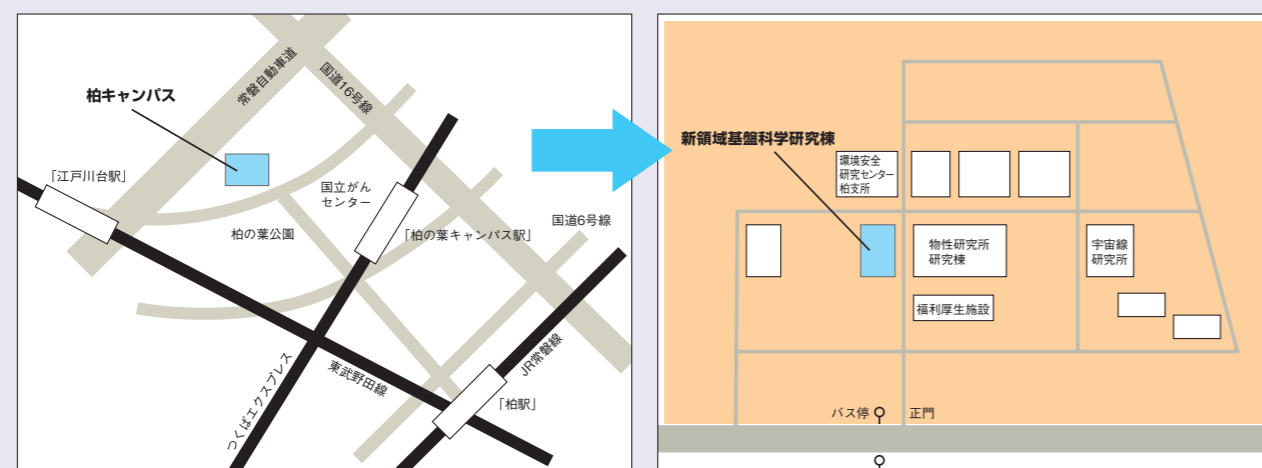 常磐自動車道
国道16号線
柏キャンパス
「江戸川台駅」
国立がん
センター
柏の葉公園
「柏の葉キャンパス駅」
国道6号線
JR常磐線
東武野田線
つくばエクスプレス
「柏駅」
新領域基盤科学研究棟
環境安全
研究センター
柏支所
物性研究所
研究棟
宇宙線
研究所
福利厚生施設
バス停
正門